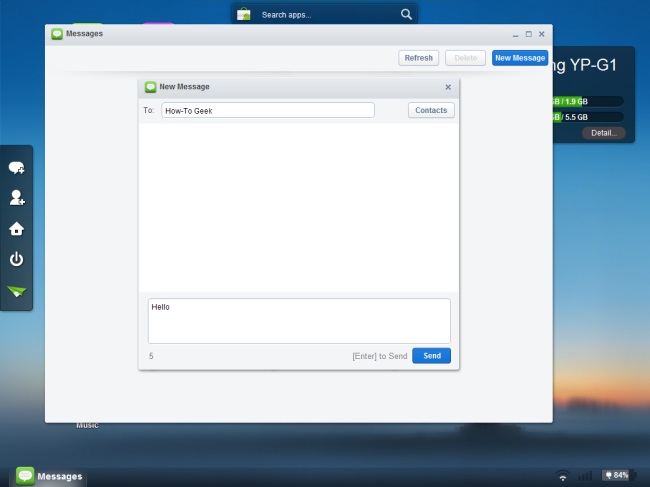 Search apps...
Messages
Refresh
Delete
New Message
ng YP-G1
GB / 1.9 GB
GB / 5.5 GB
Detail...
New Message
To:
How-To Geek
Contacts
Hello
5
[Enter] to Send
Send
Music
Messages
84%